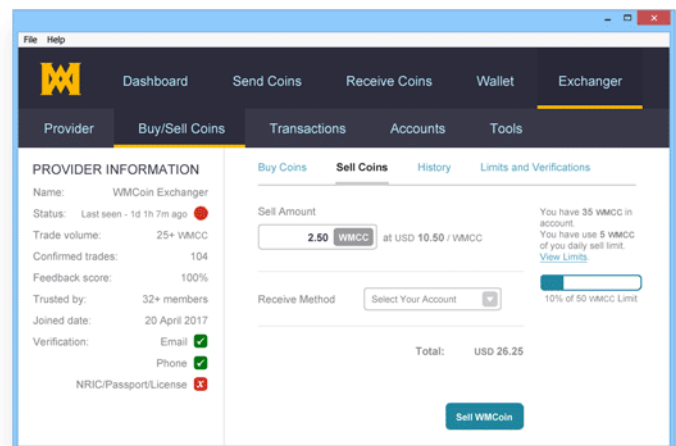 File Help
Dashboard Send Coins Receive Coins Wallet Exchanger
Provider Buy/Sell Coins Transactions Accounts Tools
PROVIDER INFORMATION
Name: WMCoin Exchanger
Status: Last seen - 1d 1h 7m ago
Trade volume: 25+ WMCC
Confirmed trades: 104
Feedback score: 100%
Trusted by: 32+ members
Joined date: 20 April 2017
Verification: Email
Phone
NRIC/Passport/License
Buy Coins Sell Coins History Limits and Verifications
Sell Amount
2.50 WMCC at USD 10.50 / WMCC
Receive Method Select Your Account
Total: USD 26.25
Sell WMCoin
You have 35 WMCC in
account.
You have use 5 WMCC
of you daily sell limit.
View Limits.
10% of 50 WMCC Limit